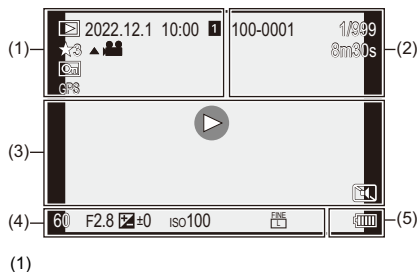 2022.12.1 10:00 1 100-0001 1/999
3
8m30s
GPS
(1)
(2)
(3)
(4)
60 F2.8 ±0 ISO100 FINE L
(5)
(1)